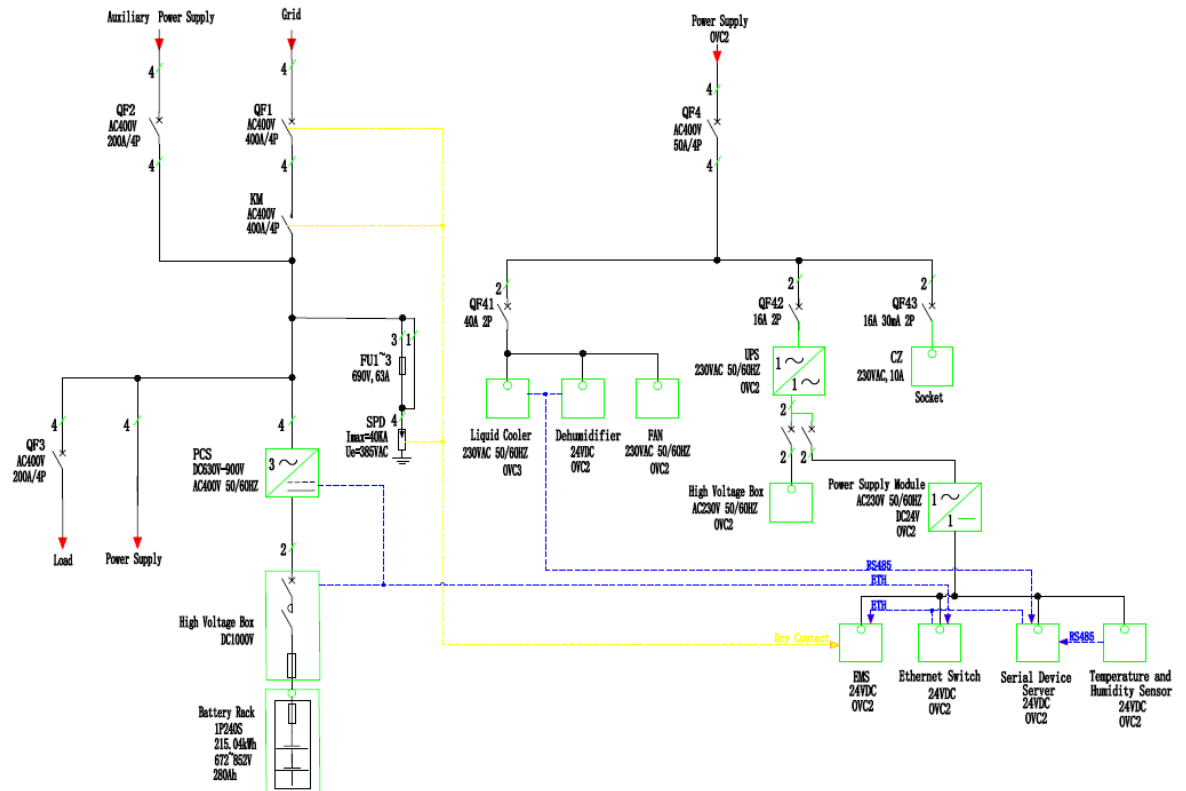 Auxiliary Power Supply
Grid
Power Supply
OVC2
4
4
4
QF2
AC400V
200A/4P
QF1
AC400V
400A/4P
QF4
AC400V
50A/4P
4
4
4
KM
AC400V
400A/4P
2
2
2
QF41
40A 2P
QF42
16A 2P
QF43
16A 30mA 2P
3
1
FU1~3
690V,63A
UPS
230VAC 50/60HZ
OVC2
1
1
CZ
230VAC,10A
Socket
4
4
4
4
SPD
Imax=40KA
Ue=385VAC
2
Liquid Cooler
230VAC 50/60HZ
OVC3
Dehumidifier
24VDC
OVC2
FAN
230VAC 50/60HZ
OVC2
QF3
AC400V
200A/4P
PCS
DC630V-900V
AC400V 50/60HZ
3
2
2
High Voltage Box
AC230V 50/60HZ
OVC2
Power Supply Module
AC230V 50/60HZ
DC24V
OVC2
1
1
Load
Power Supply
2
RS485
ETH
High Voltage Box
DC1000V
ETH
Dry Contact
RS485
EMS
24VDC
OVC2
Ethernet Switch
24VDC
OVC2
Serial Device
Server
24VDC
OVC2
Temperature and
Humidity Sensor
24VDC
OVC2
Battery Rack
1P240S
215.04kWh
672~852V
280Ah